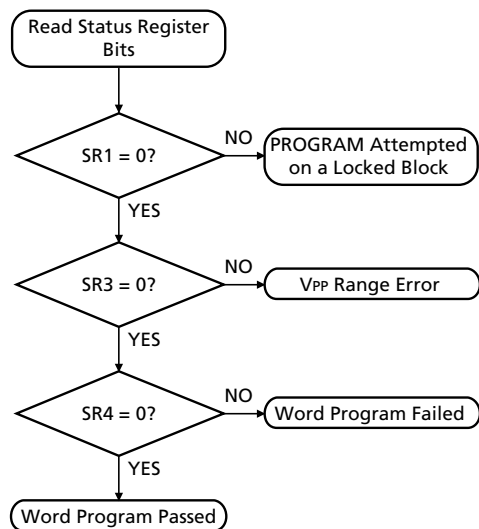 Read Status Register
Bits
SR1 = 0?
NO
PROGRAM Attempted
on a Locked Block
YES
SR3 = 0?
NO
VPP Range Error
YES
SR4 = 0?
NO
Word Program Failed
YES
Word Program Passed